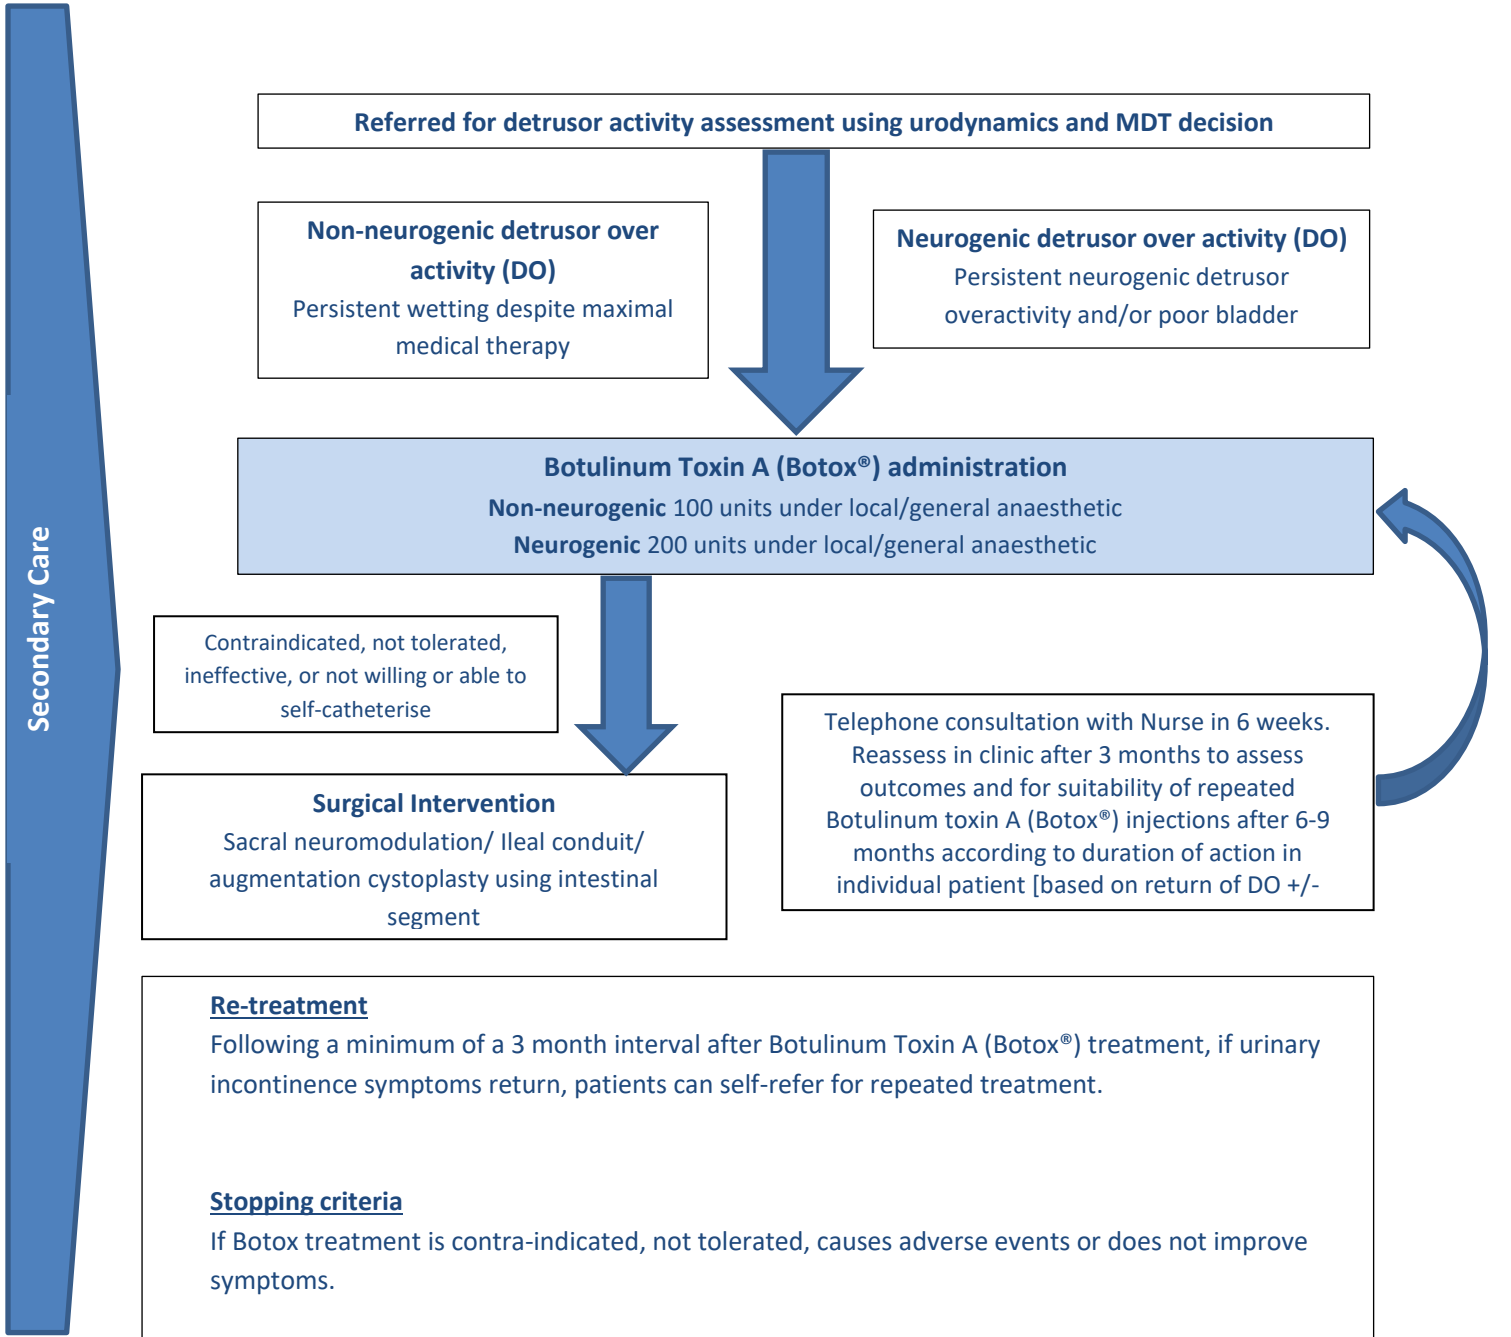 Secondary Care
Referred for detrusor activity assessment using urodynamics and MDT decision
Non-neurogenic detrusor over
activity (DO)
Persistent wetting despite maximal
medical therapy
Neurogenic detrusor over activity (DO)
Persistent neurogenic detrusor
overactivity and/or poor bladder
Botulinum Toxin A (Botox®) administration
Non-neurogenic 100 units under local/general anaesthetic
Neurogenic 200 units under local/general anaesthetic
Contraindicated, not tolerated,
ineffective, or not willing or able to
self-catheterise
Surgical Intervention
Sacral neuromodulation/ Ileal conduit/
augmentation cystoplasty using intestinal
segment
Telephone consultation with Nurse in 6 weeks.
Reassess in clinic after 3 months to assess
outcomes and for suitability of repeated
Botulinum toxin A (Botox®) injections after 6-9
months according to duration of action in
individual patient [based on return of DO +/-
Re-treatment
Following a minimum of a 3 month interval after Botulinum Toxin A (Botox®) treatment, if urinary
incontinence symptoms return, patients can self-refer for repeated treatment.
Stopping criteria
If Botox treatment is contra-indicated, not tolerated, causes adverse events or does not improve
symptoms.